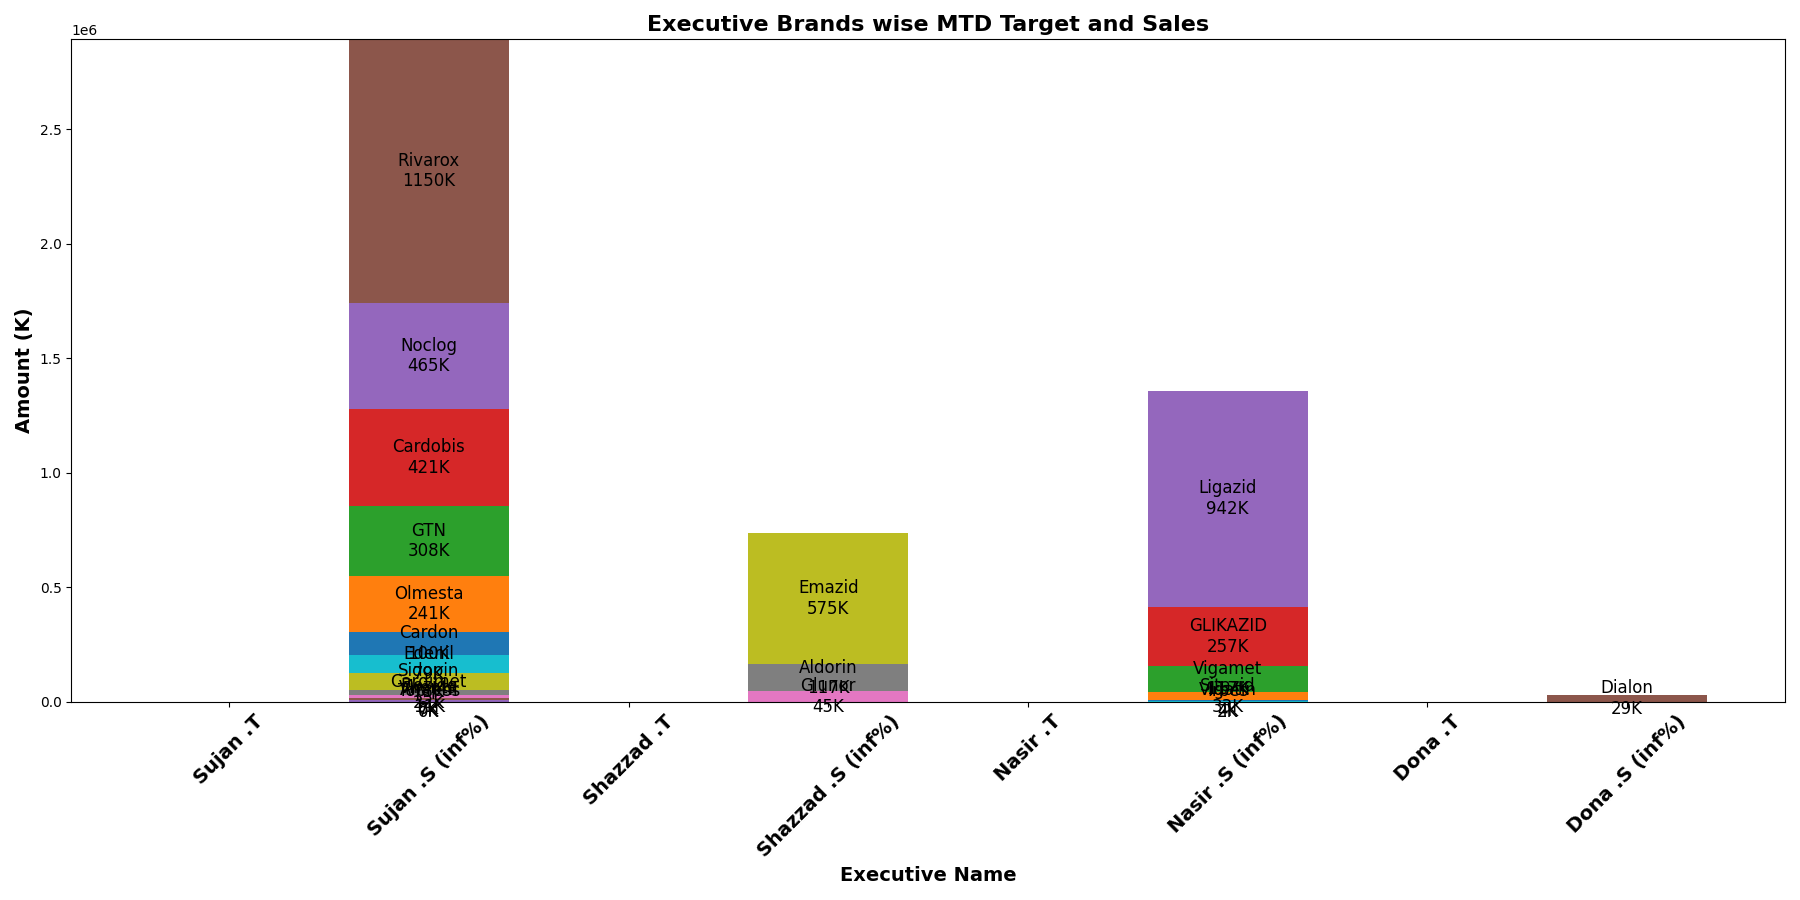 Executive Brands wise MTD Target and Sales
1e6
Amount (K)
2.5
2.0
1.5
1.0
0.5
0.0
Rivarox
1150K
Noclog
465K
Cardobis
421K
GTN
308K
Olmesta
241K
Cardon
100K
Emazid
575K
Aldorin
117K
45K
Ligazid
942K
GLIKAZID
257K
Vigamet
Dialon
29K
Sujan .T
Sujan .S (inf%)
Shazzad .T
Shazzad .S (inf%)
Nasir .T
Nasir .S (inf%)
Dona .T
Dona .S (inf%)
Executive Name